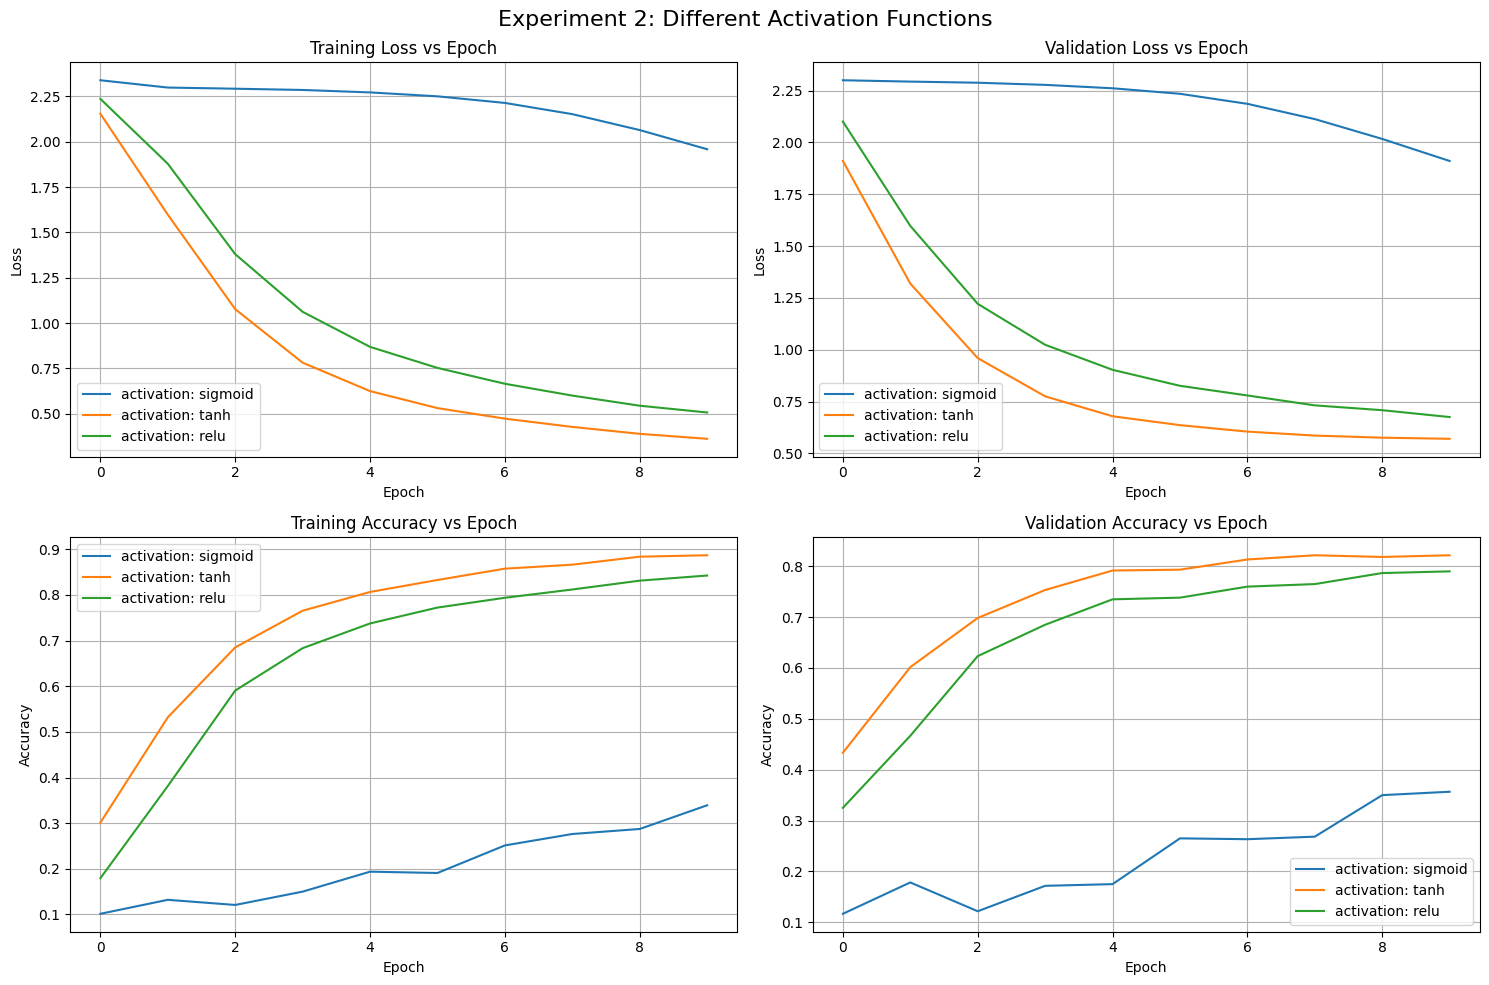 Experiment 2: Different Activation Functions
Training Loss vs Epoch
Loss
2.25
2.00
1.75
1.50
1.25
1.00
0.75
0.50
activation: sigmoid
activation: tanh
activation: relu
0 2 4 6 8
Epoch
Validation Loss vs Epoch
Loss
2.25
2.00
1.75
1.50
1.25
1.00
0.75
0.50
activation: sigmoid
activation: tanh
activation: relu
0 2 4 6 8
Epoch
Training Accuracy vs Epoch
Accuracy
0.9
0.8
0.7
0.6
0.5
0.4
0.3
0.2
0.1
activation: sigmoid
activation: tanh
activation: relu
0 2 4 6 8
Epoch
Validation Accuracy vs Epoch
Accuracy
0.8
0.7
0.6
0.5
0.4
0.3
0.2
0.1
activation: sigmoid
activation: tanh
activation: relu
0 2 4 6 8
Epoch